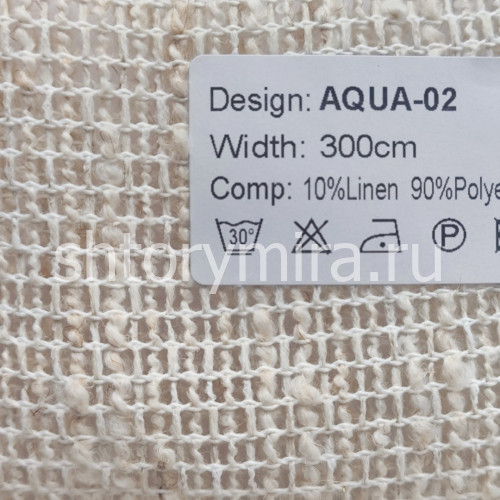 Design: AQUA-02
Width: 300cm
Comp: 10%Linen 90%Polye
30° P
shtorymira.ru